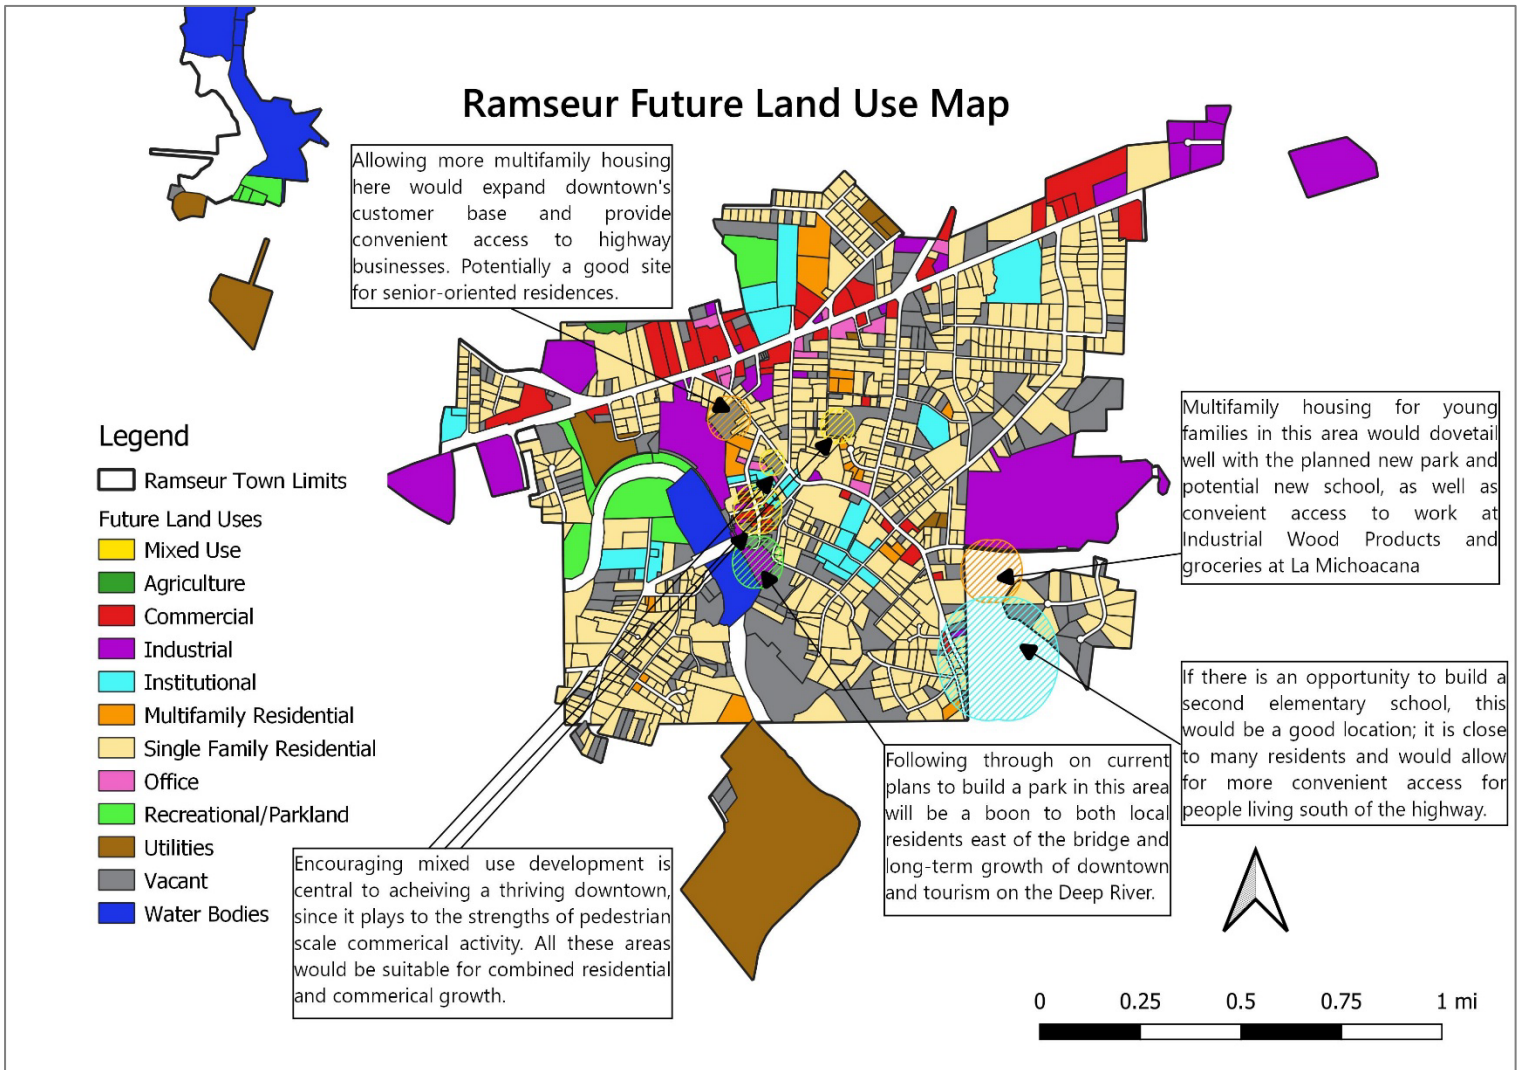 Ramseur Future Land Use Map
Allowing more multifamily housing
here would expand downtown's
customer base and provide
convenient access to highway
businesses. Potentially a good site
for senior-oriented residences.
Multifamily housing for young
families in this area would dovetail
well with the planned new park and
potential new school, as well as
conveient access to work at
Industrial Wood Products and
groceries at La Michoacana
Legend
Ramseur Town Limits
Future Land Uses
Mixed Use
Agriculture
Commercial
Industrial
Institutional
Multifamily Residential
Single Family Residential
Office
Recreational/Parkland
Utilities
Vacant
Water Bodies
If there is an opportunity to build a
second elementary school, this
would be a good location; it is close
to many residents and would allow
for more convenient access for
people living south of the highway.
Following through on current
plans to build a park in this area
will be a boon to both local
residents east of the bridge and
long-term growth of downtown
and tourism on the Deep River.
Encouraging mixed use development is
central to acheiving a thriving downtown,
since it plays to the strengths of pedestrian
scale commerical activity. All these areas
would be suitable for combined residential
and commerical growth.
0 0.25 0.5 0.75 1 mi